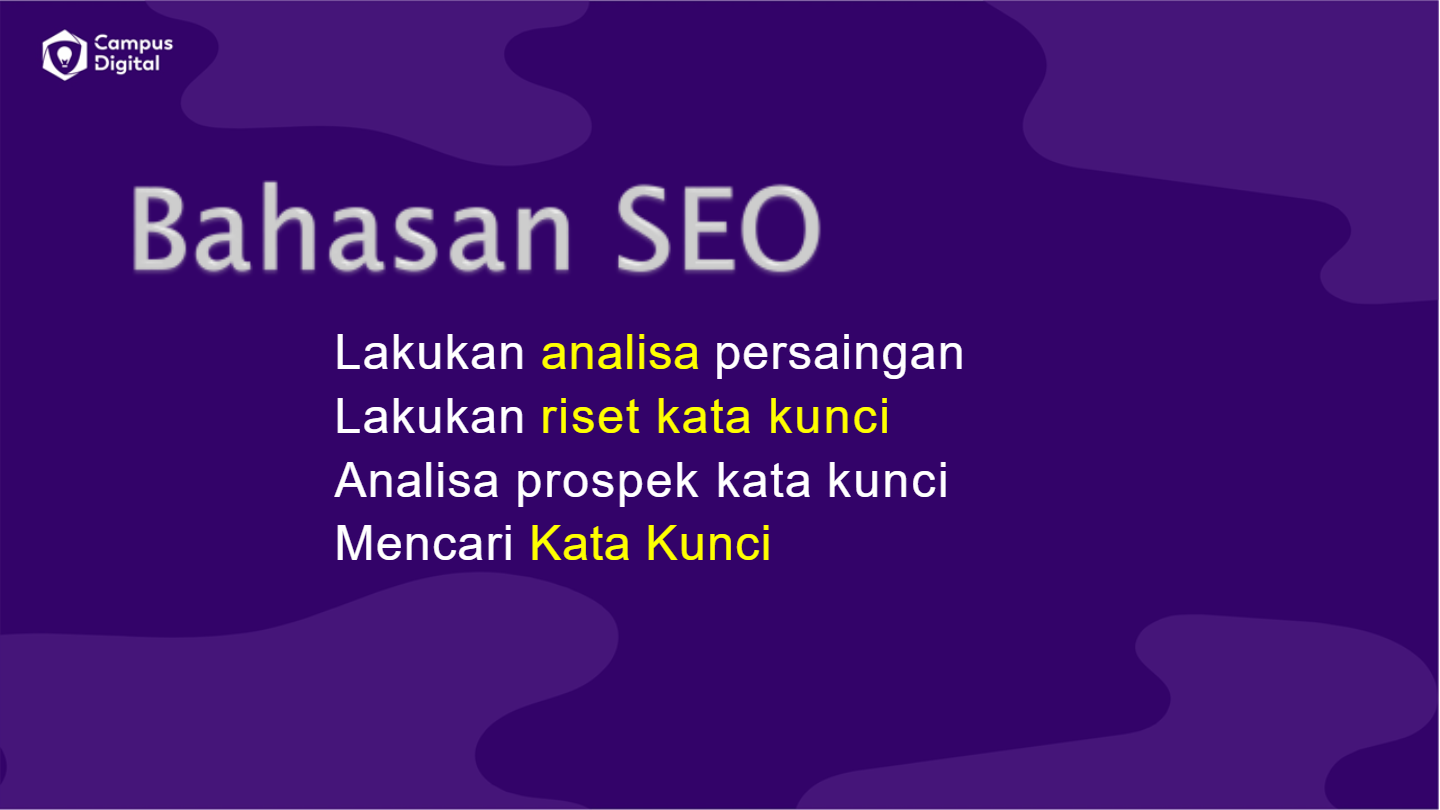 Campus
Digital
Bahasan SEO
Lakukan analisa persaingan
Lakukan riset kata kunci
Analisa prospek kata kunci
Mencari Kata Kunci